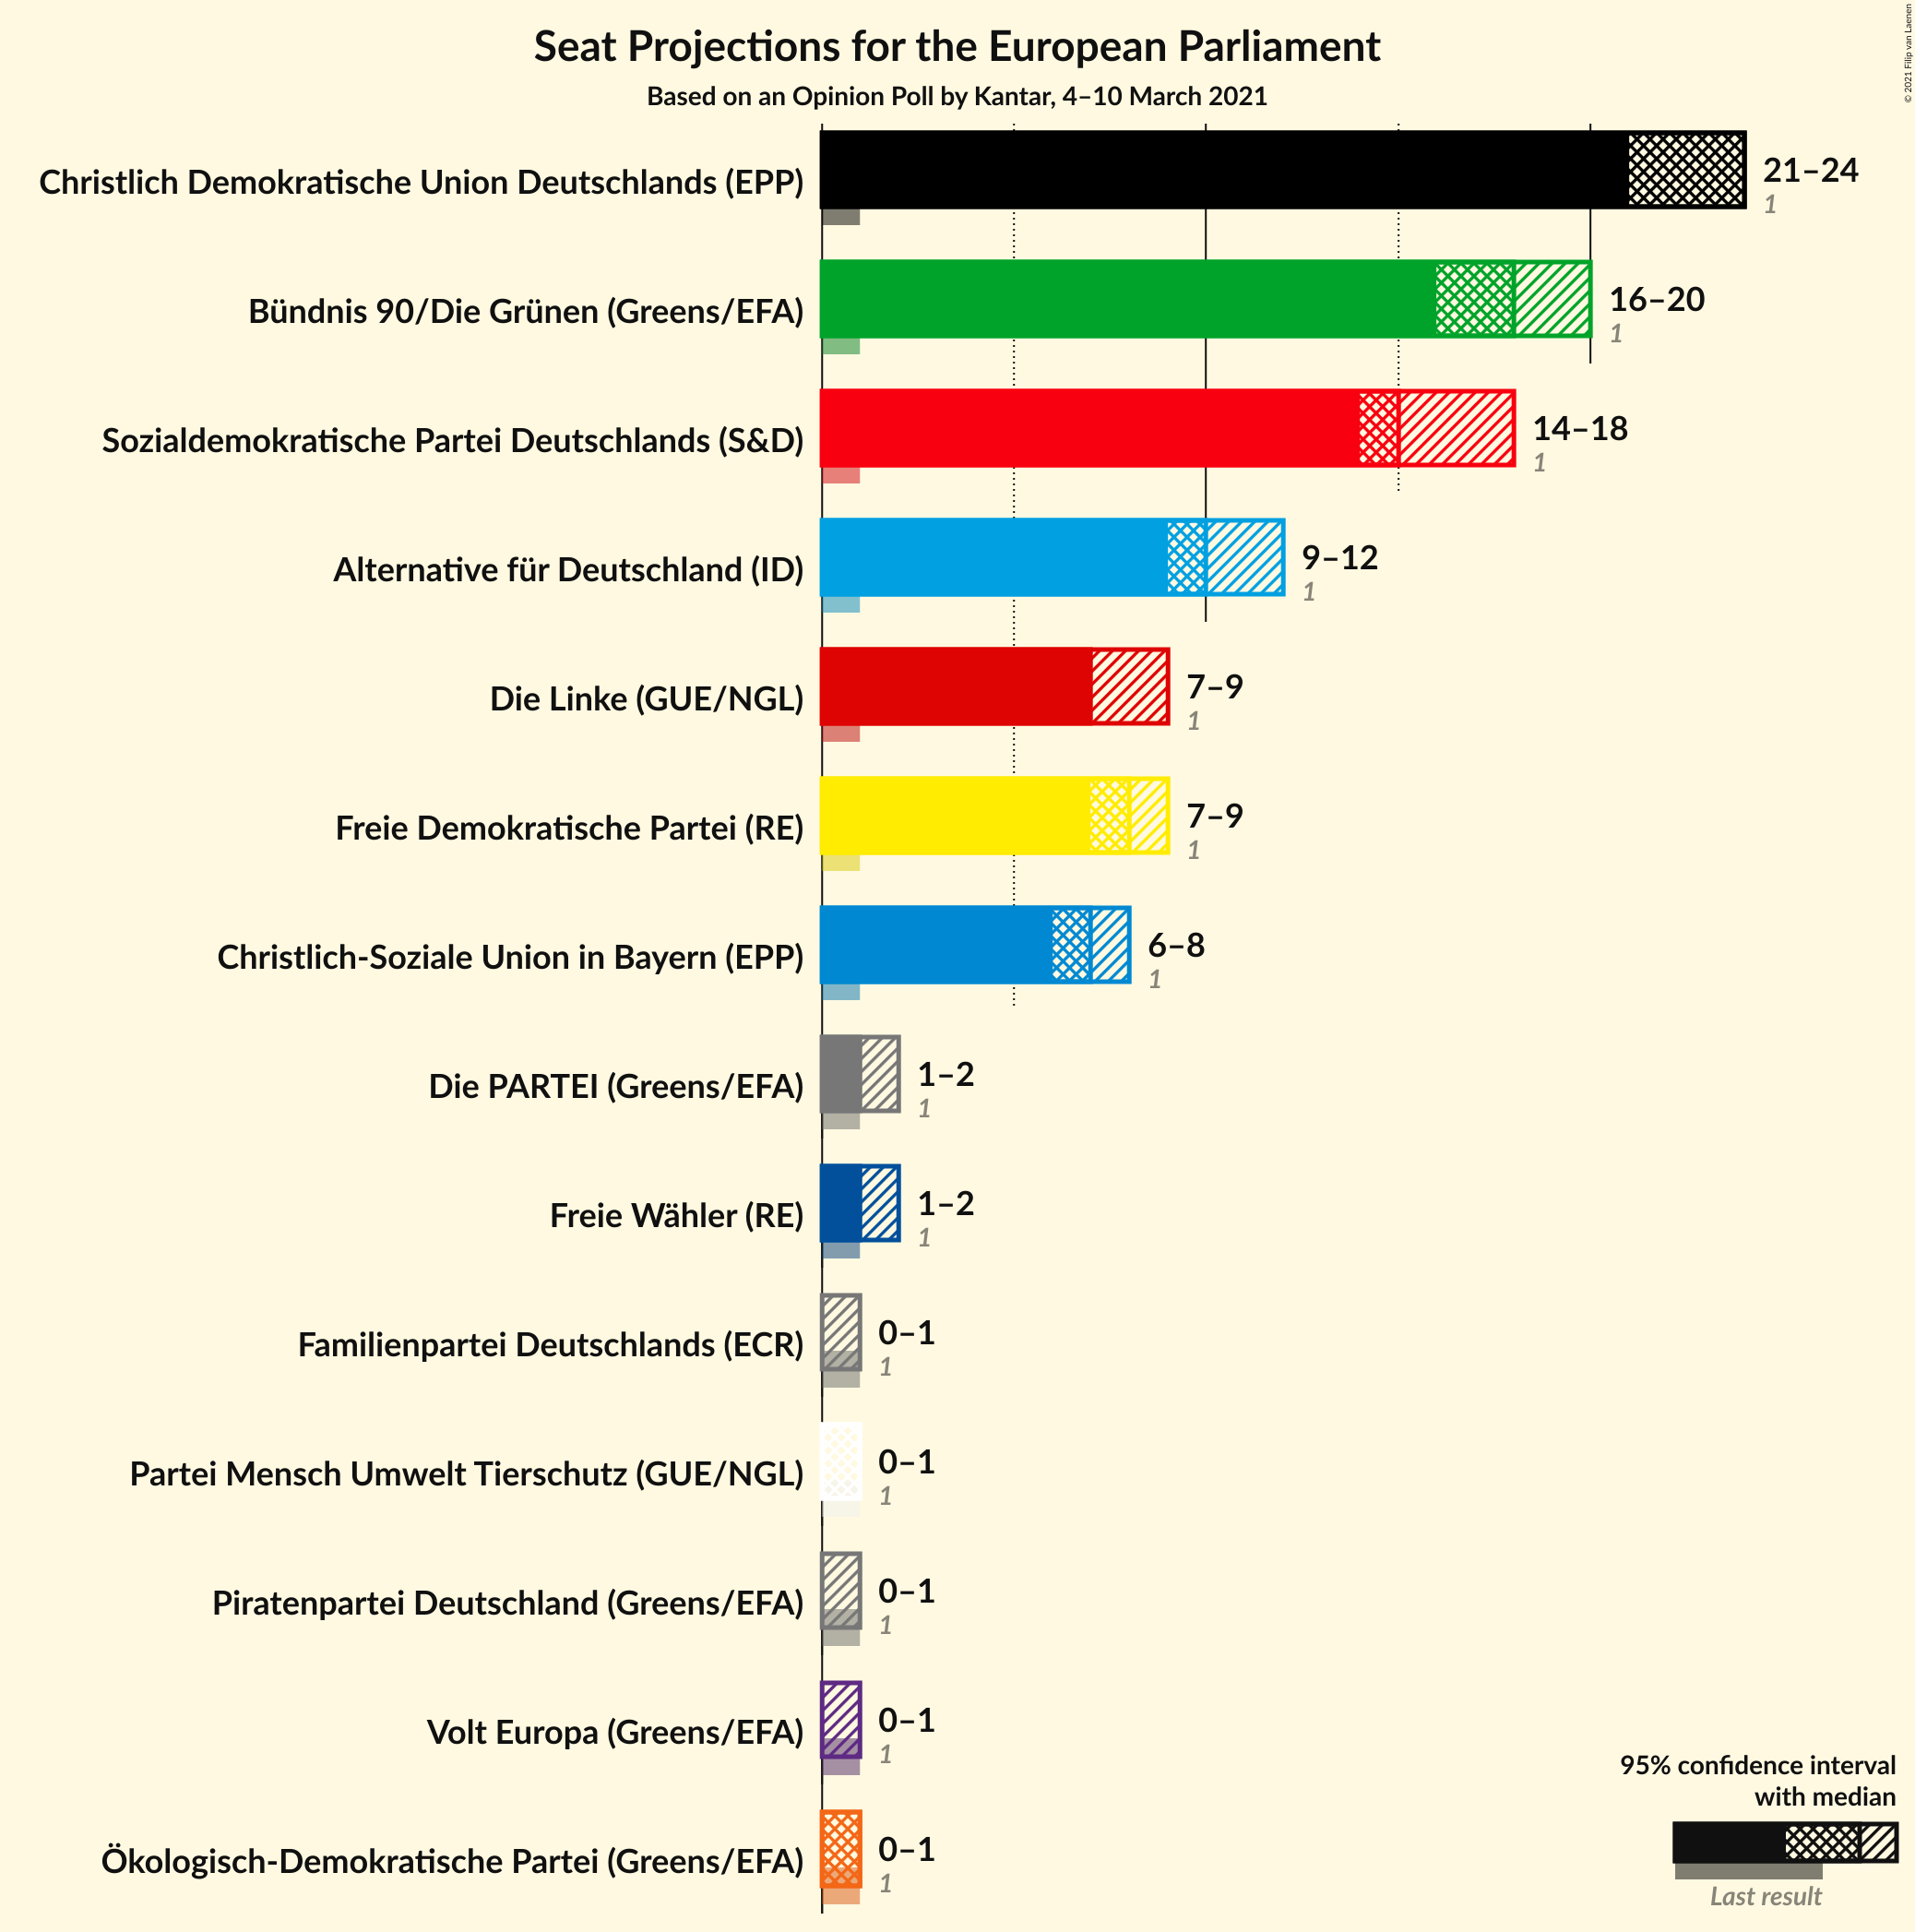 Seat Projections for the European Parliament
Based on an Opinion Poll by Kantar, 4–10 March 2021
© 2021 Filip van Laenen
Christlich Demokratische Union Deutschlands (EPP)
21–24
1
Bündnis 90/Die Grünen (Greens/EFA)
16–20
1
Sozialdemokratische Partei Deutschlands (S&D)
14–18
1
Alternative für Deutschland (ID)
9–12
1
Die Linke (GUE/NGL)
7–9
1
Freie Demokratische Partei (RE)
7–9
1
Christlich-Soziale Union in Bayern (EPP)
6–8
1
Die PARTEI (Greens/EFA)
1–2
1
Freie Wähler (RE)
1–2
1
Familienpartei Deutschlands (ECR)
0–1
1
Partei Mensch Umwelt Tierschutz (GUE/NGL)
0–1
1
Piratenpartei Deutschland (Greens/EFA)
0–1
1
Volt Europa (Greens/EFA)
0–1
1
Ökologisch-Demokratische Partei (Greens/EFA)
0–1
1
95% confidence interval
with median
Last result